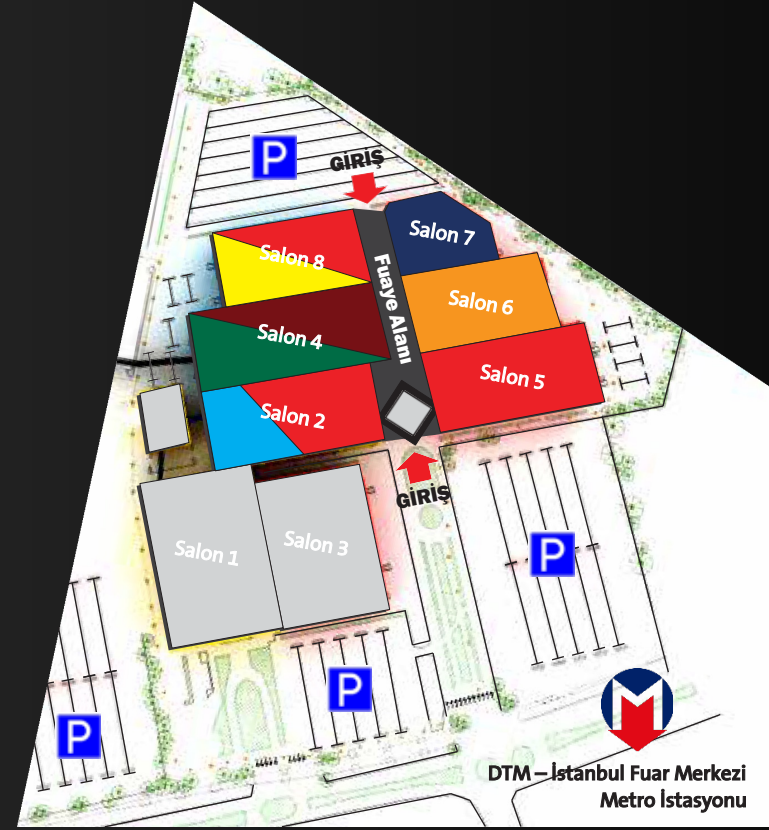 P
GİRİŞ
Salon 7
Salon 8
Fuaye Alanı
Salon 6
Salon 4
Salon 5
Salon 2
GİRİŞ
Salon 1
Salon 3
P
P
P
M
DTM – İstanbul Fuar Merkezi
Metro İstasyonu